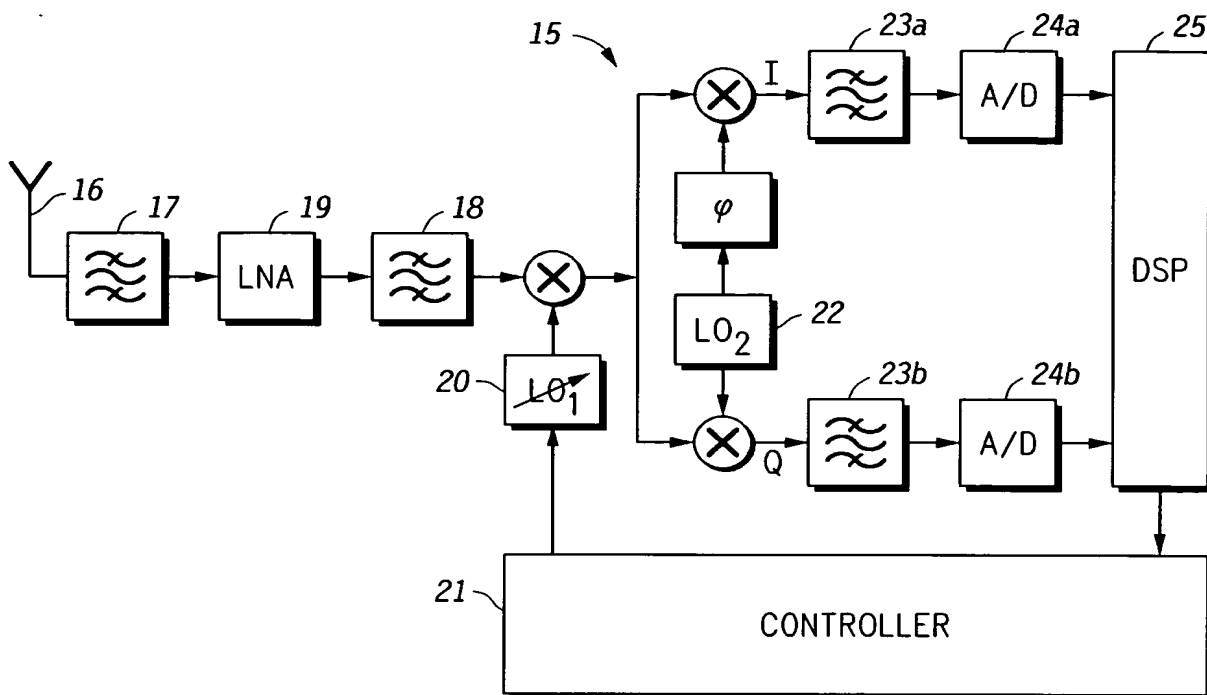 15
23a
24a
25
I
A/D
16
17
19
18
φ
LNA
DSP
LO2
22
20
LO1
23b
24b
Q
A/D
21
CONTROLLER